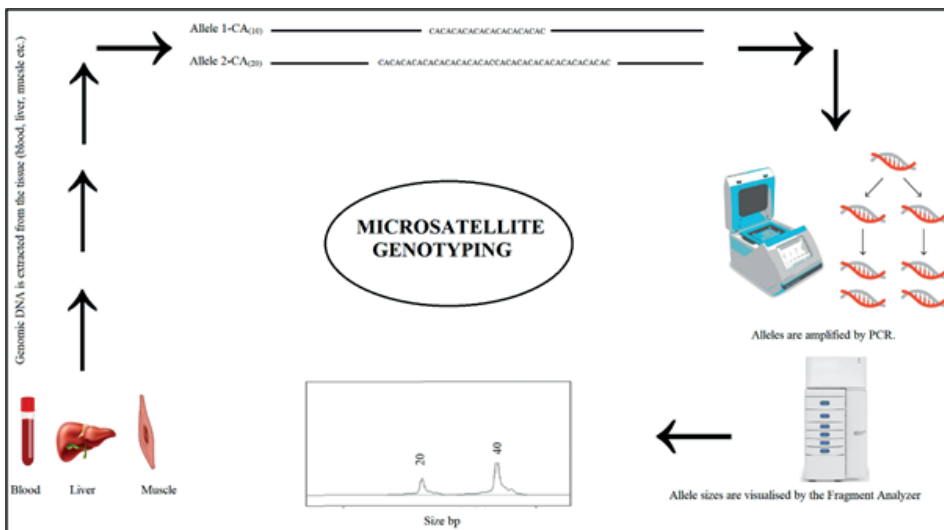 Allele 1-CA(10) CACACACACACACACACACAC
Allele 2-CA(20) CACACACACACACACACACACCACACACACACACACACACAC
Genomic DNA is extracted from the tissue (blood, liver, mucsle etc.)
MICROSATELLITE
GENOTYPING
Alleles are amplified by PCR.
20
40
Blood
Liver
Muscle
Size bp
Allele sizes are visualised by the Fragment Analyzer